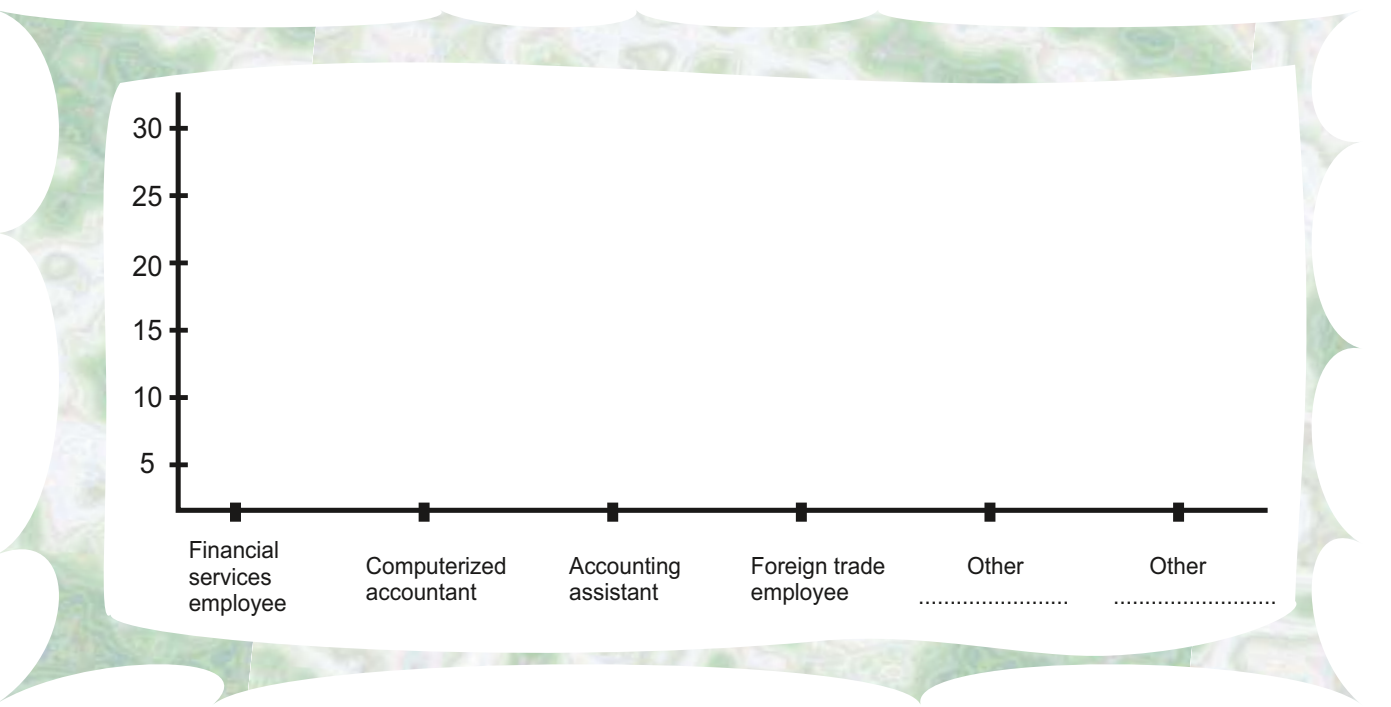 30
25
20
15
10
5
Financial
services
employee
Computerized
accountant
Accounting
assistant
Foreign trade
employee
Other
........................
Other
..........................